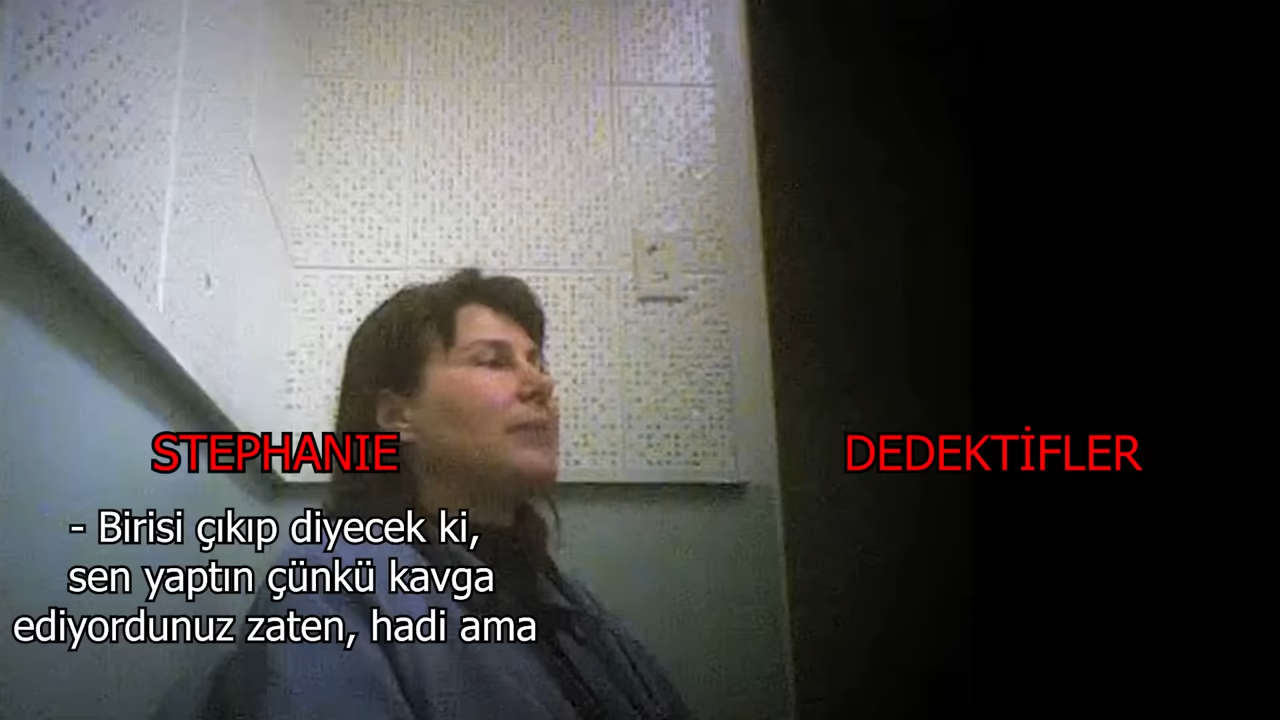 STEPHANIE
DEDEKTİFLER
- Birisi çıkıp diyecek ki,
sen yaptın çünkü kavga
ediyordunuz zaten, hadi ama